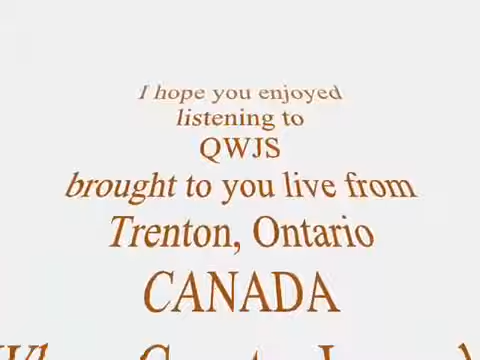 I hope you enjoyed
listening to
QWJS
brought to you live from
Trenton, Ontario
CANADA